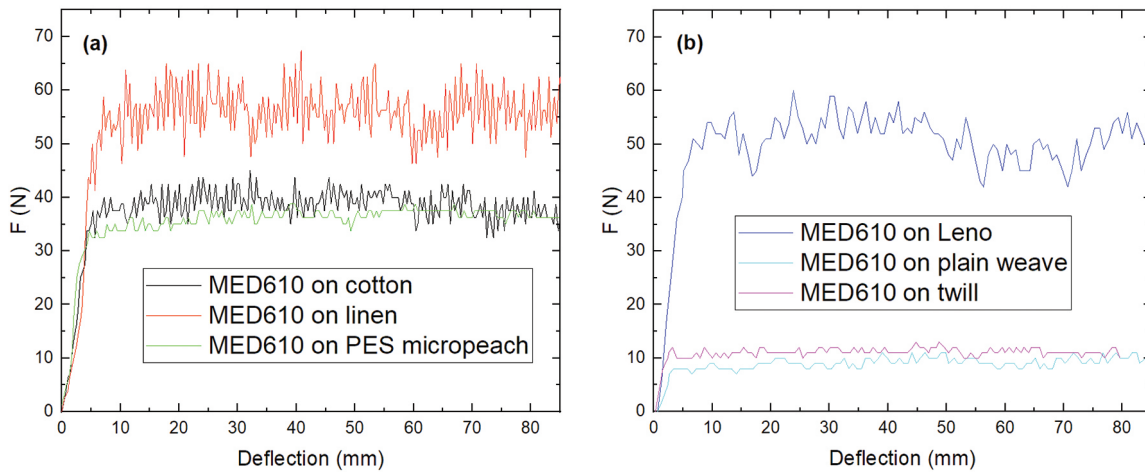 (a)
70
60
50
40
30
20
10
0
F (N)
MED610 on cotton
MED610 on linen
MED610 on PES micropeach
0 10 20 30 40 50 60 70 80
Deflection (mm)
(b)
70
60
50
40
30
20
10
0
F (N)
MED610 on Leno
MED610 on plain weave
MED610 on twill
0 10 20 30 40 50 60 70 80
Deflection (mm)